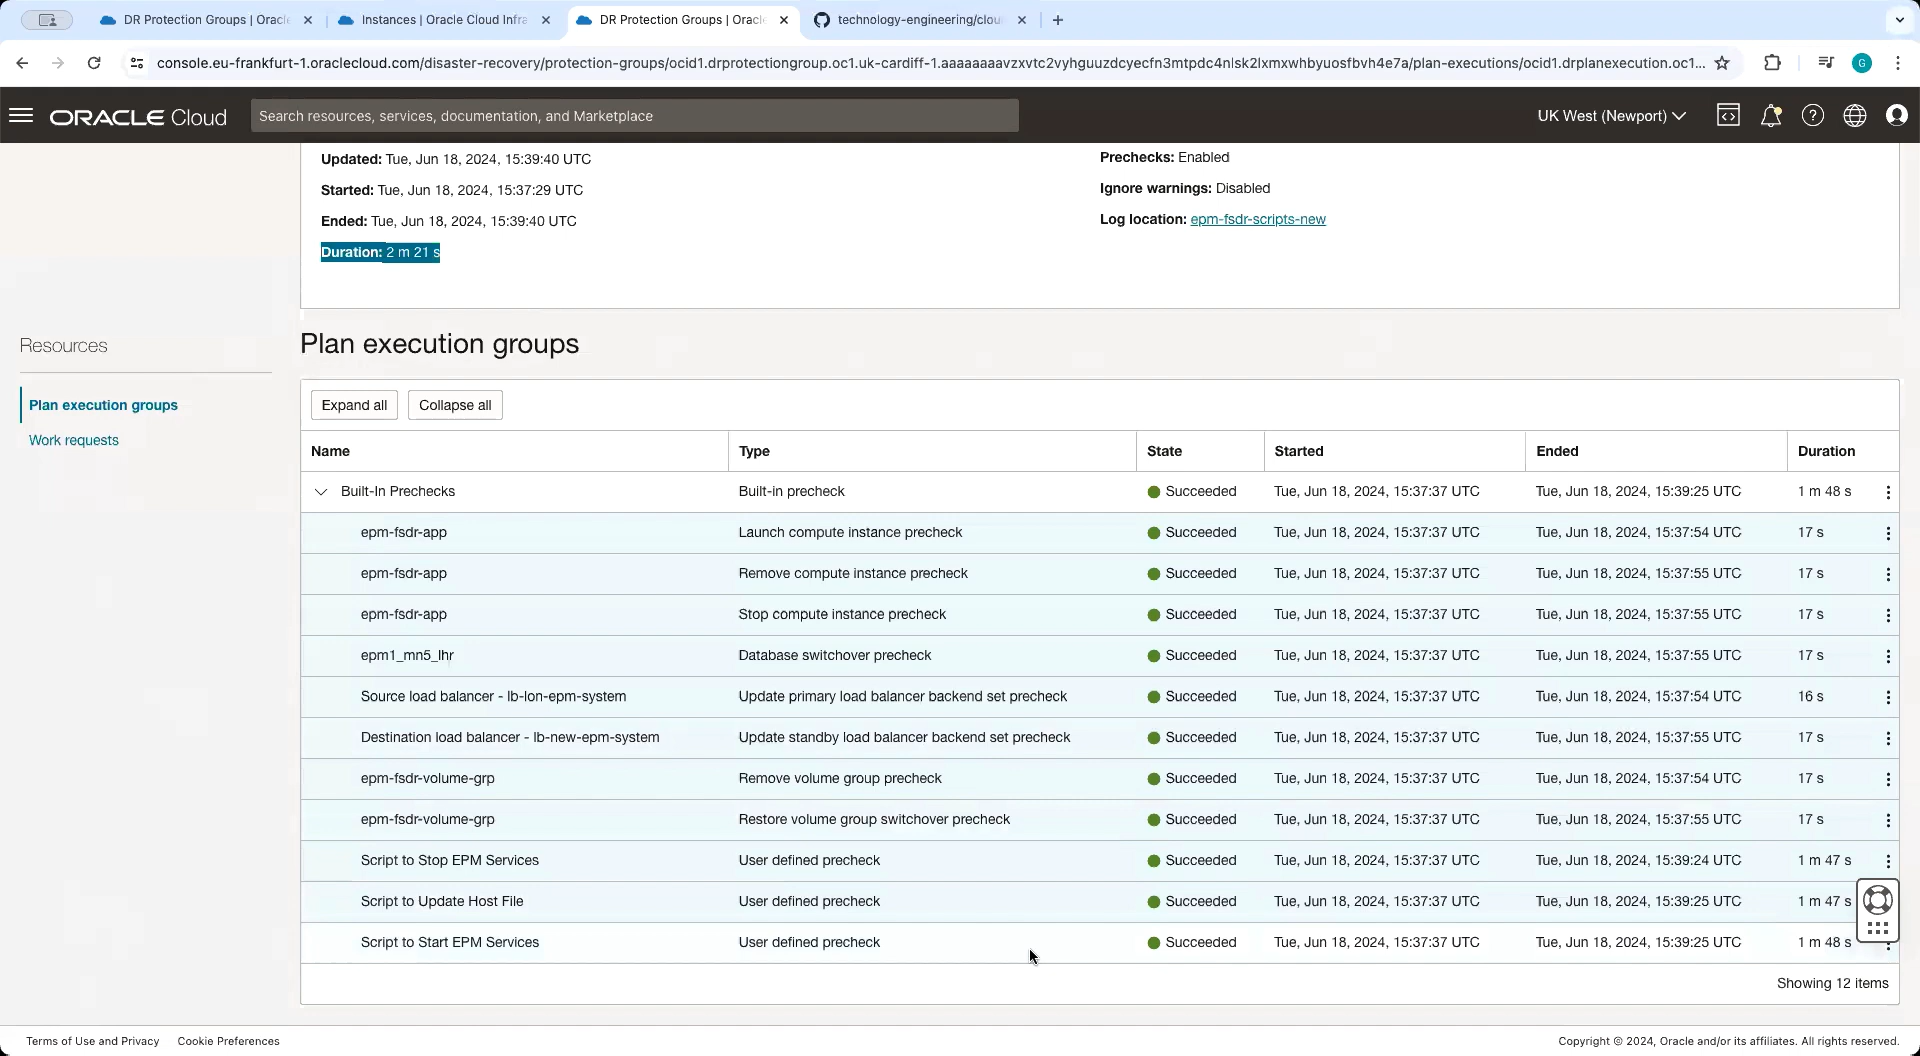 DR Protection Groups | Oracle
Instances | Oracle Cloud Infra
DR Protection Groups | Oracle
technology-engineering/clou
console.eu-frankfurt-1.oraclecloud.com/disaster-recovery/protection-groups/ocid1.drprotectiongroup.oc1.uk-cardiff-1.aaaaaaaavzxvtc2vyhguuzdcyecfn3mtpdc4nlsk2lxmxwhbyuosfbvh4e7a/plan-executions/ocid1.drplanexecution.oc1...
G
ORACLE Cloud
Search resources, services, documentation, and Marketplace
UK West (Newport)
Updated: Tue, Jun 18, 2024, 15:39:40 UTC
Prechecks: Enabled
Started: Tue, Jun 18, 2024, 15:37:29 UTC
Ignore warnings: Disabled
Ended: Tue, Jun 18, 2024, 15:39:40 UTC
Log location: epm-fsdr-scripts-new
Duration: 2 m 21 s
Resources
Plan execution groups
Work requests
Plan execution groups
Expand all Collapse all
Name Type State Started Ended Duration
Built-In Prechecks Built-in precheck Succeeded Tue, Jun 18, 2024, 15:37:37 UTC Tue, Jun 18, 2024, 15:39:25 UTC 1 m 48 s
epm-fsdr-app Launch compute instance precheck Succeeded Tue, Jun 18, 2024, 15:37:37 UTC Tue, Jun 18, 2024, 15:37:54 UTC 17 s
epm-fsdr-app Remove compute instance precheck Succeeded Tue, Jun 18, 2024, 15:37:37 UTC Tue, Jun 18, 2024, 15:37:55 UTC 17 s
epm-fsdr-app Stop compute instance precheck Succeeded Tue, Jun 18, 2024, 15:37:37 UTC Tue, Jun 18, 2024, 15:37:55 UTC 17 s
epm1_mn5_lhr Database switchover precheck Succeeded Tue, Jun 18, 2024, 15:37:37 UTC Tue, Jun 18, 2024, 15:37:55 UTC 17 s
Source load balancer - lb-lon-epm-system Update primary load balancer backend set precheck Succeeded Tue, Jun 18, 2024, 15:37:37 UTC Tue, Jun 18, 2024, 15:37:54 UTC 16 s
Destination load balancer - lb-new-epm-system Update standby load balancer backend set precheck Succeeded Tue, Jun 18, 2024, 15:37:37 UTC Tue, Jun 18, 2024, 15:37:55 UTC 17 s
epm-fsdr-volume-grp Remove volume group precheck Succeeded Tue, Jun 18, 2024, 15:37:37 UTC Tue, Jun 18, 2024, 15:37:54 UTC 17 s
epm-fsdr-volume-grp Restore volume group switchover precheck Succeeded Tue, Jun 18, 2024, 15:37:37 UTC Tue, Jun 18, 2024, 15:37:55 UTC 17 s
Script to Stop EPM Services User defined precheck Succeeded Tue, Jun 18, 2024, 15:37:37 UTC Tue, Jun 18, 2024, 15:39:24 UTC 1 m 47 s
Script to Update Host File User defined precheck Succeeded Tue, Jun 18, 2024, 15:37:37 UTC Tue, Jun 18, 2024, 15:39:25 UTC 1 m 47 s
Script to Start EPM Services User defined precheck Succeeded Tue, Jun 18, 2024, 15:37:37 UTC Tue, Jun 18, 2024, 15:39:25 UTC 1 m 48 s
Showing 12 items
Terms of Use and Privacy Cookie Preferences
Copyright © 2024, Oracle and/or its affiliates. All rights reserved.